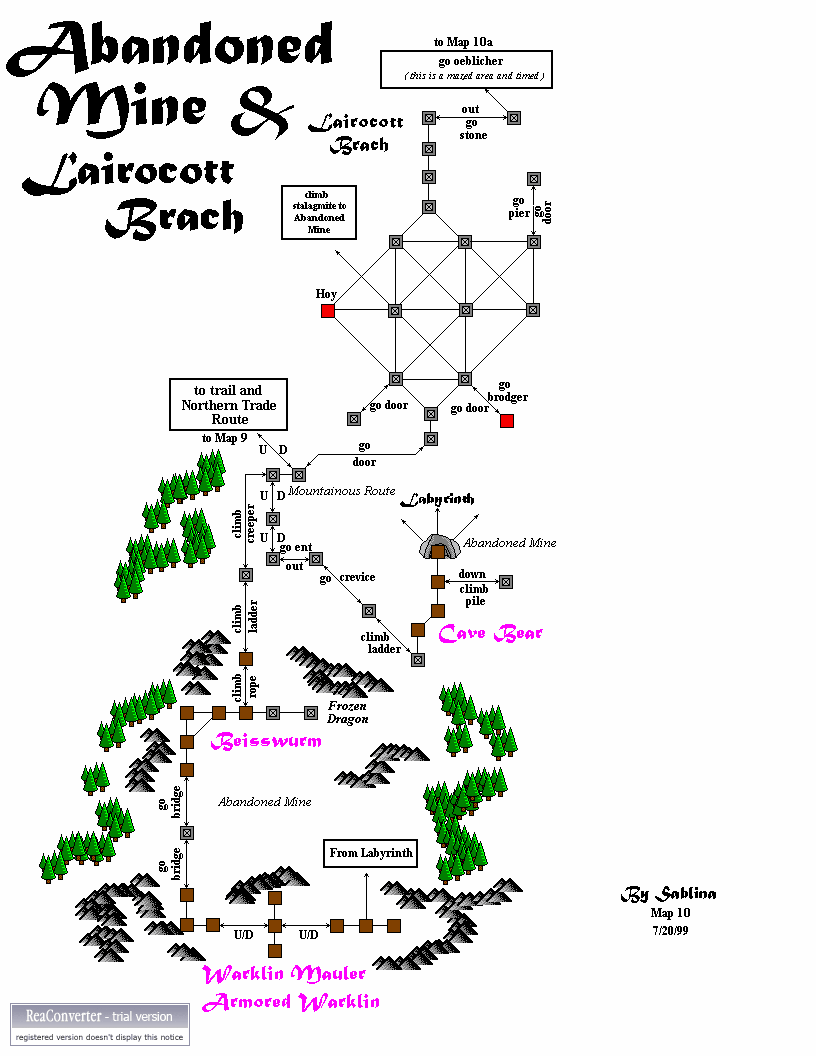 Abandoned
Mine &
Lairocott
Brach
to Map 10a
go oeblicher
( this is a mazed area and timed )
Lairocott
Brach
out
go
stone
climb
stalagmite to
Abandoned
Mine
go
pier
go
door
Hoy
to trail and
Northern Trade
Route
to Map 9
go door
go door
go
brodger
U D
go
door
U D
Mountainous Route
climb
creeper
U D
go ent
out
go crevice
Labyrinth
Abandoned Mine
down
climb
pile
climb
ladder
climb
ladder
Cave Bear
climb
rope
Frozen
Dragon
Beisswurm
go
bridge
Abandoned Mine
go
bridge
From Labyrinth
U/D
U/D
By Sablina
Map 10
7/20/99
Warklin Mauler
Armored Warklin
ReaConverter - trial version
registered version doesn't display this notice